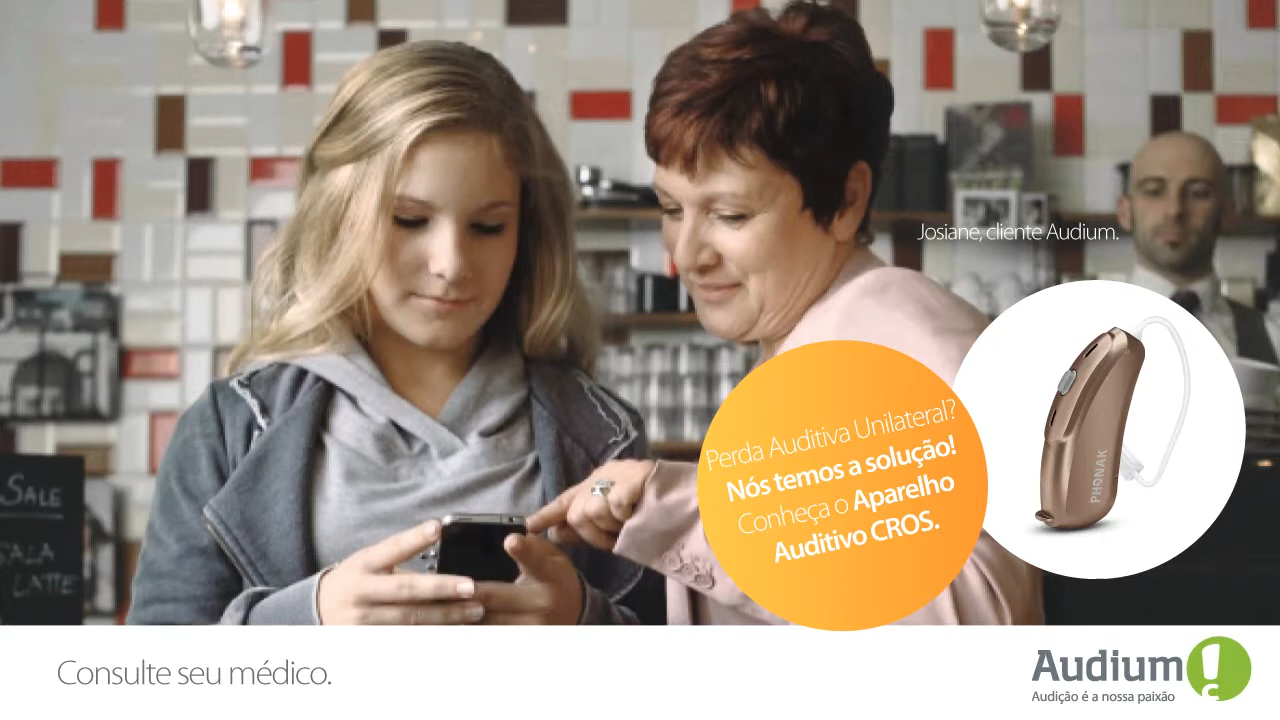 Josiane, cliente Audium.
Perda Auditiva Unilateral?
Nós temos a solução!
Conheça o Aparelho
Auditivo CROS.
PHONAK
SALE
LATTE
Consulte seu médico.
Audium
Audição é a nossa paixão